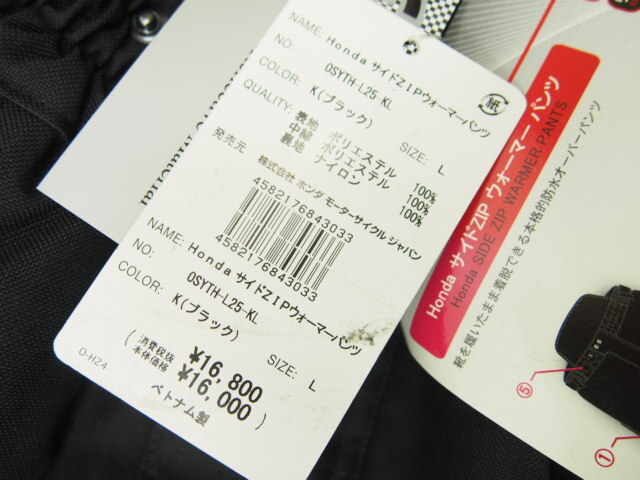 NAME: Honda サイドZIPウォーマーパンツ
NO: 0SYTH-L25-KL
COLOR: K(ブラック) SIZE: L
QUALITY: 表地 ポリエステル 100%
中綿 ポリエステル 100%
裏地 ナイロン 100%
発売元 株式会社 ホンダ モーターサイクル ジャパン
4582176843033
4582176843033
NAME: Honda サイドZIPウォーマーパンツ
NO: 0SYTH-L25-KL
COLOR: K(ブラック) SIZE: L
¥16,800
(消費税抜本体価格 ¥16,000)
O-H24
ベトナム製
紙
Honda サイドZIP ウォーマー パンツ
Honda SIDE ZIP WARMER PANTS
靴を履いたまま着脱できる本格的防水オーバーパンツ
⑤
①